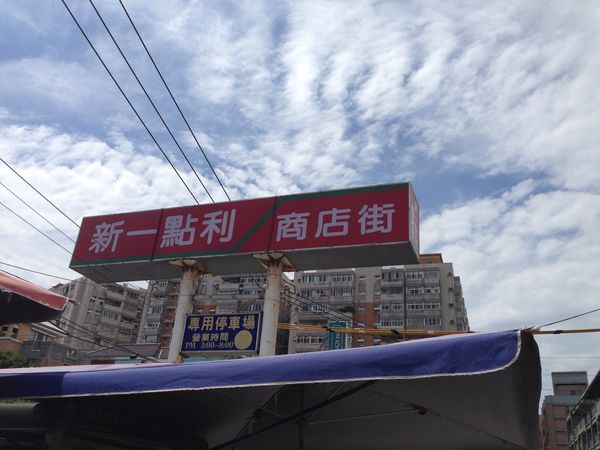 新一點利 商店街
專用停車場
營業時間
PM 3:00~8:00